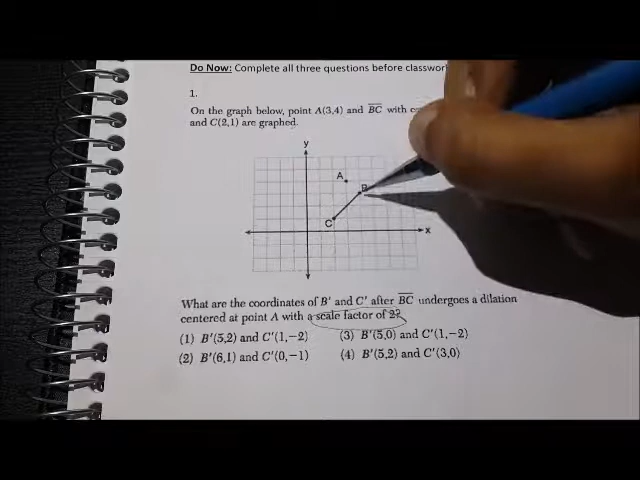 Do Now: Complete all three questions before classwor
1.
On the graph below, point A(3,4) and BC with
and C(2,1) are graphed.
y
A
B
C
x
What are the coordinates of B′ and C′ after BC undergoes a dilation
centered at point A with a scale factor of 2?
(1) B′(5,2) and C′(1,−2)
(3) B′(5,0) and C′(1,−2)
(2) B′(6,1) and C′(0,−1)
(4) B′(5,2) and C′(3,0)